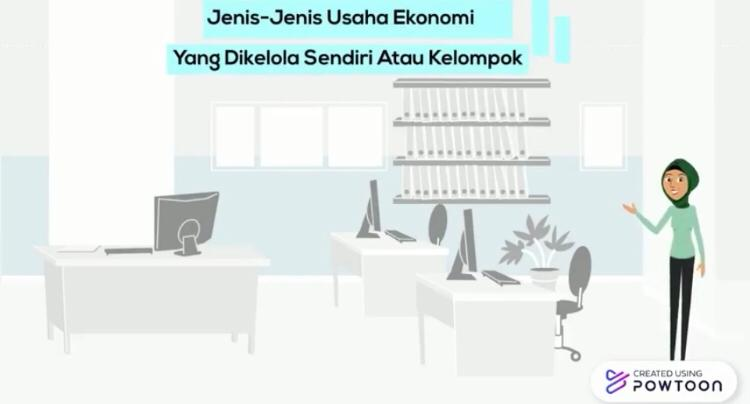 Jenis-Jenis Usaha Ekonomi
Yang Dikelola Sendiri Atau Kelompok
CREATED USING
POWTOON